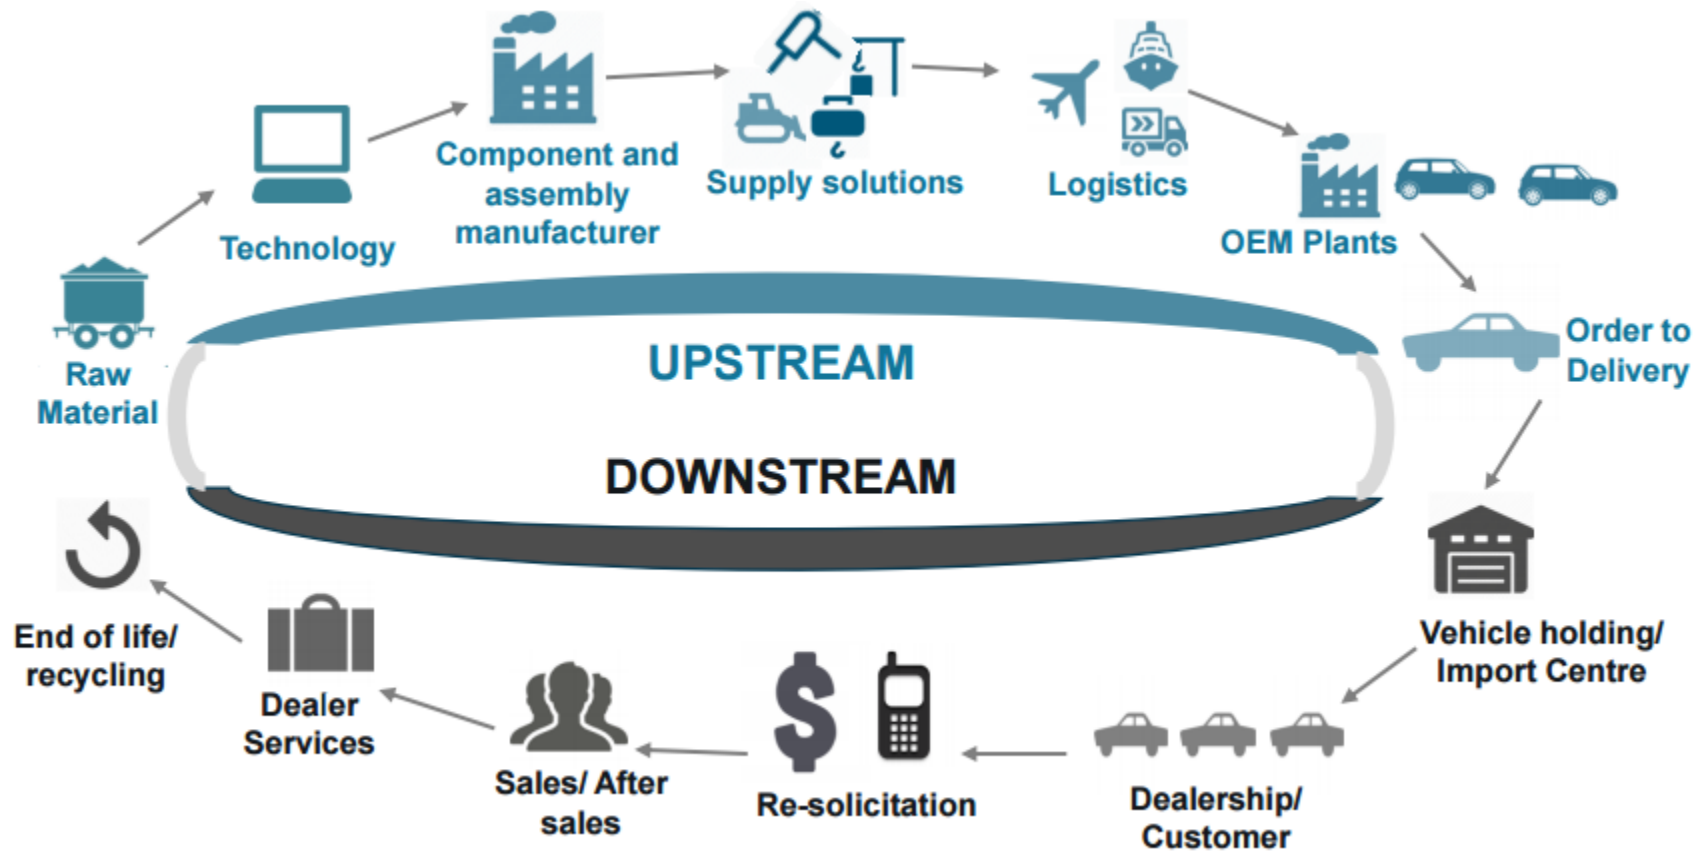 Component and
assembly
manufacturer
Supply solutions
Logistics
OEM Plants
Technology
Raw
Material
Order to
Delivery
UPSTREAM
DOWNSTREAM
Vehicle holding/
Import Centre
Dealership/
Customer
Re-solicitation
Sales/ After
sales
Dealer
Services
End of life/
recycling